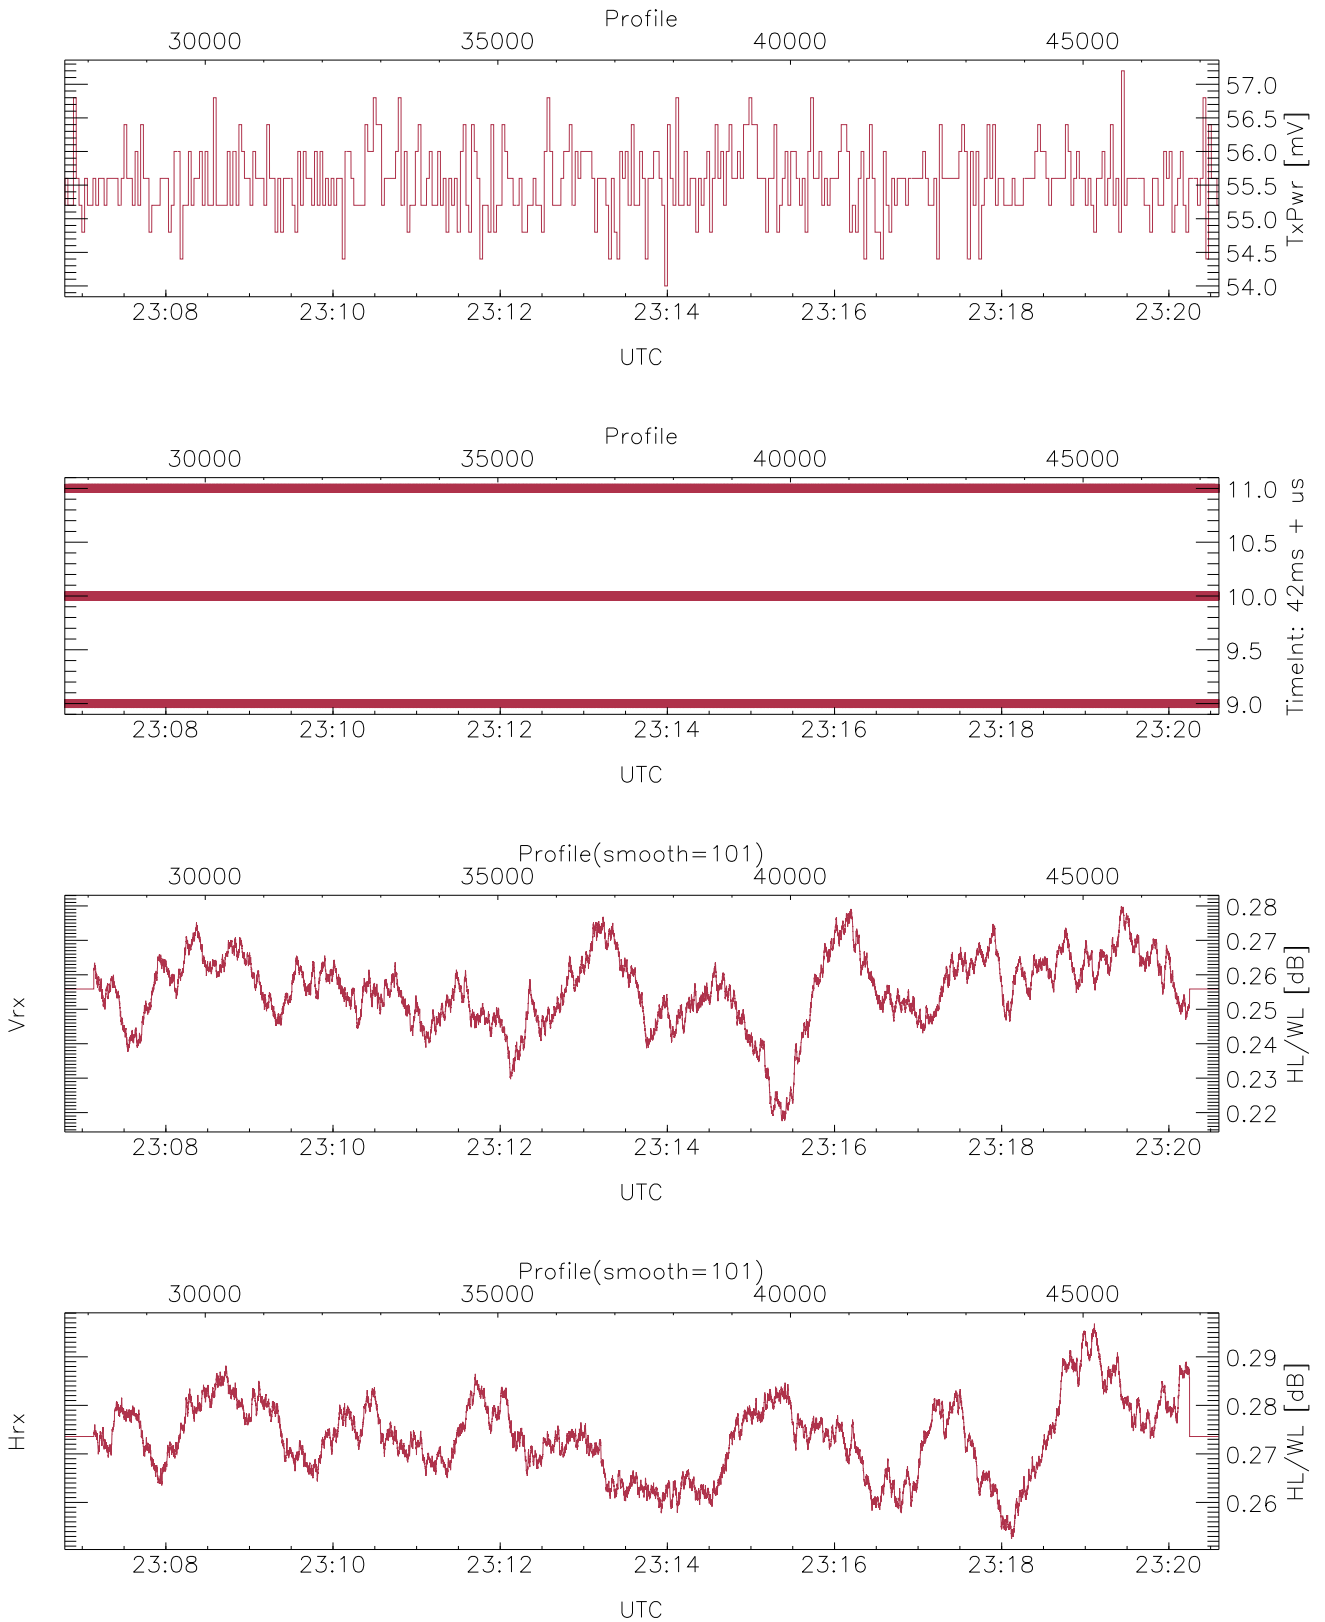 Profile
30000 35000 40000 45000
57.0
56.5
56.0
55.5
55.0
54.5
54.0
TxPwr [mV]
23:08 23:10 23:12 23:14 23:16 23:18 23:20
UTC
Profile
30000 35000 40000 45000
11.0
10.5
10.0
9.5
9.0
TimeInt: 42ms + us
23:08 23:10 23:12 23:14 23:16 23:18 23:20
UTC
Profile(smooth=101)
30000 35000 40000 45000
Vrx
0.28
0.27
0.26
0.25
0.24
0.23
0.22
HL/WL [dB]
23:08 23:10 23:12 23:14 23:16 23:18 23:20
UTC
Profile(smooth=101)
30000 35000 40000 45000
Hrx
0.29
0.28
0.27
0.26
HL/WL [dB]
23:08 23:10 23:12 23:14 23:16 23:18 23:20
UTC